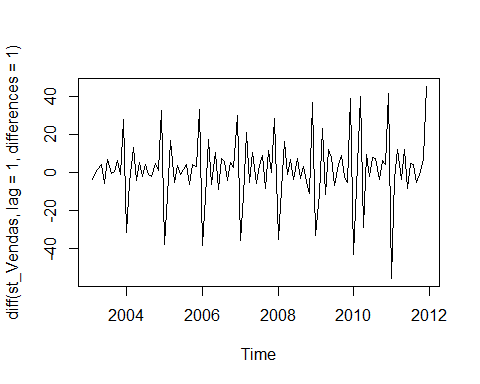 diff(st_Vendas, lag = 1, differences = 1)
40
20
0
-20
-40
2004 2006 2008 2010 2012
Time